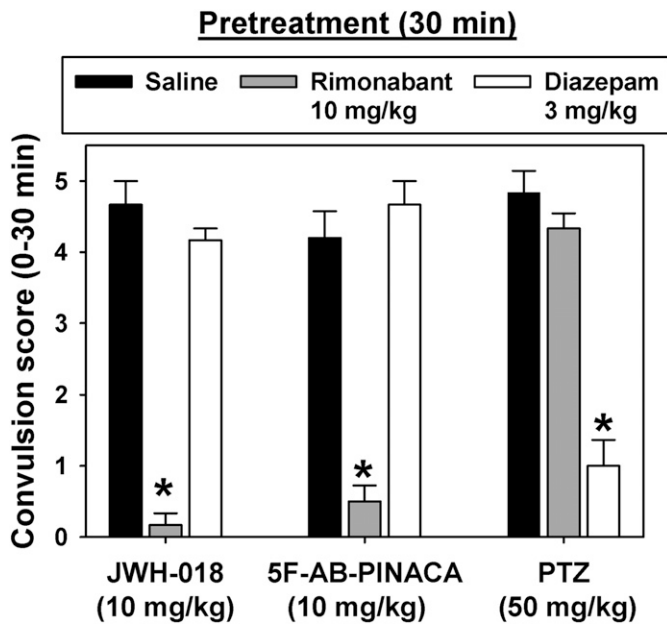 Pretreatment (30 min)
Saline Rimonabant Diazepam
10 mg/kg 3 mg/kg
Convulsion score (0-30 min)
5
4
3
2
1
0
* * *
JWH-018 5F-AB-PINACA PTZ
(10 mg/kg) (10 mg/kg) (50 mg/kg)